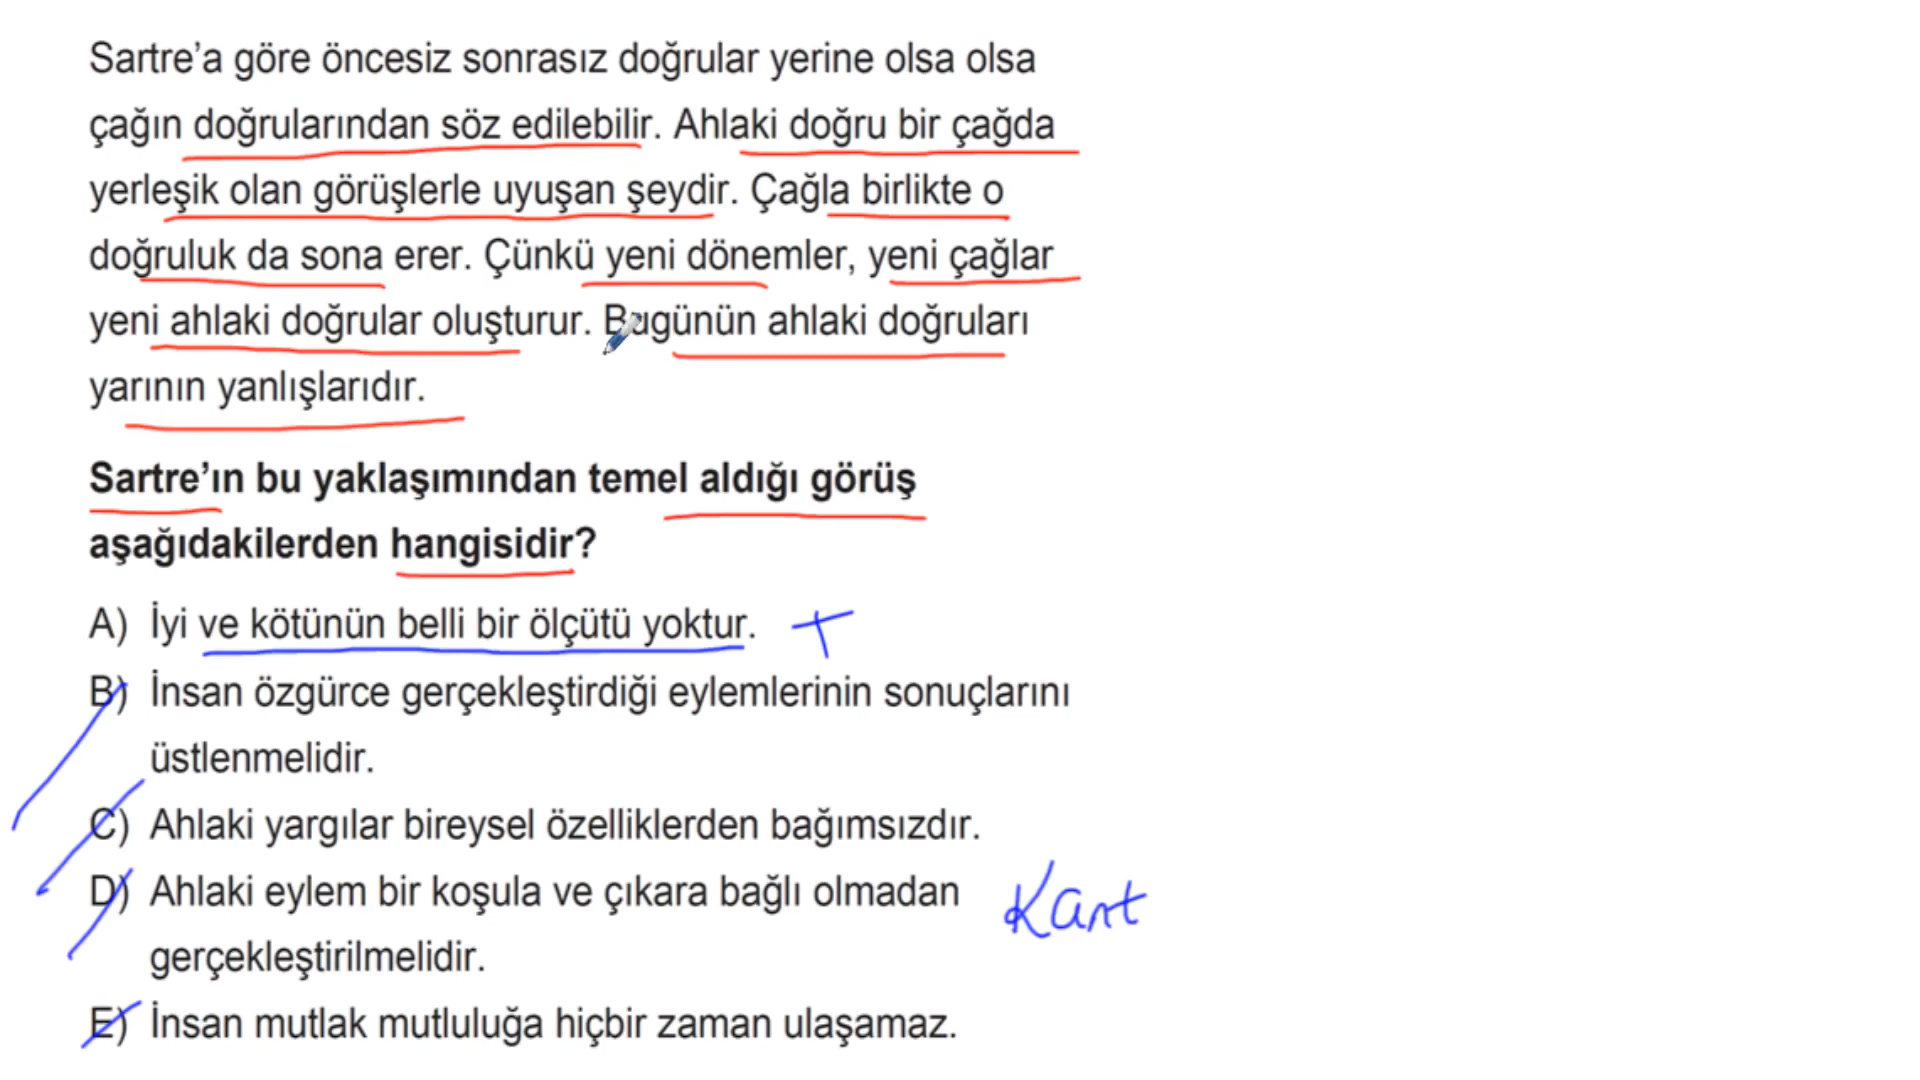 Sartre’a göre öncesiz sonrasız doğrular yerine olsa olsa
çağın doğrularından söz edilebilir. Ahlaki doğru bir çağda
yerleşik olan görüşlerle uyuşan şeydir. Çağla birlikte o
doğruluk da sona erer. Çünkü yeni dönemler, yeni çağlar
yeni ahlaki doğrular oluşturur. Bugünün ahlaki doğruları
yarının yanlışlarıdır.
Sartre’ın bu yaklaşımından temel aldığı görüş
aşağıdakilerden hangisidir?
A) İyi ve kötünün belli bir ölçütü yoktur.
B) İnsan özgürce gerçekleştirdiği eylemlerinin sonuçlarını
üstlenmelidir.
C) Ahlaki yargılar bireysel özelliklerden bağımsızdır.
D) Ahlaki eylem bir koşula ve çıkara bağlı olmadan
Kant
gerçekleştirilmelidir.
E) İnsan mutlak mutluluğa hiçbir zaman ulaşamaz.